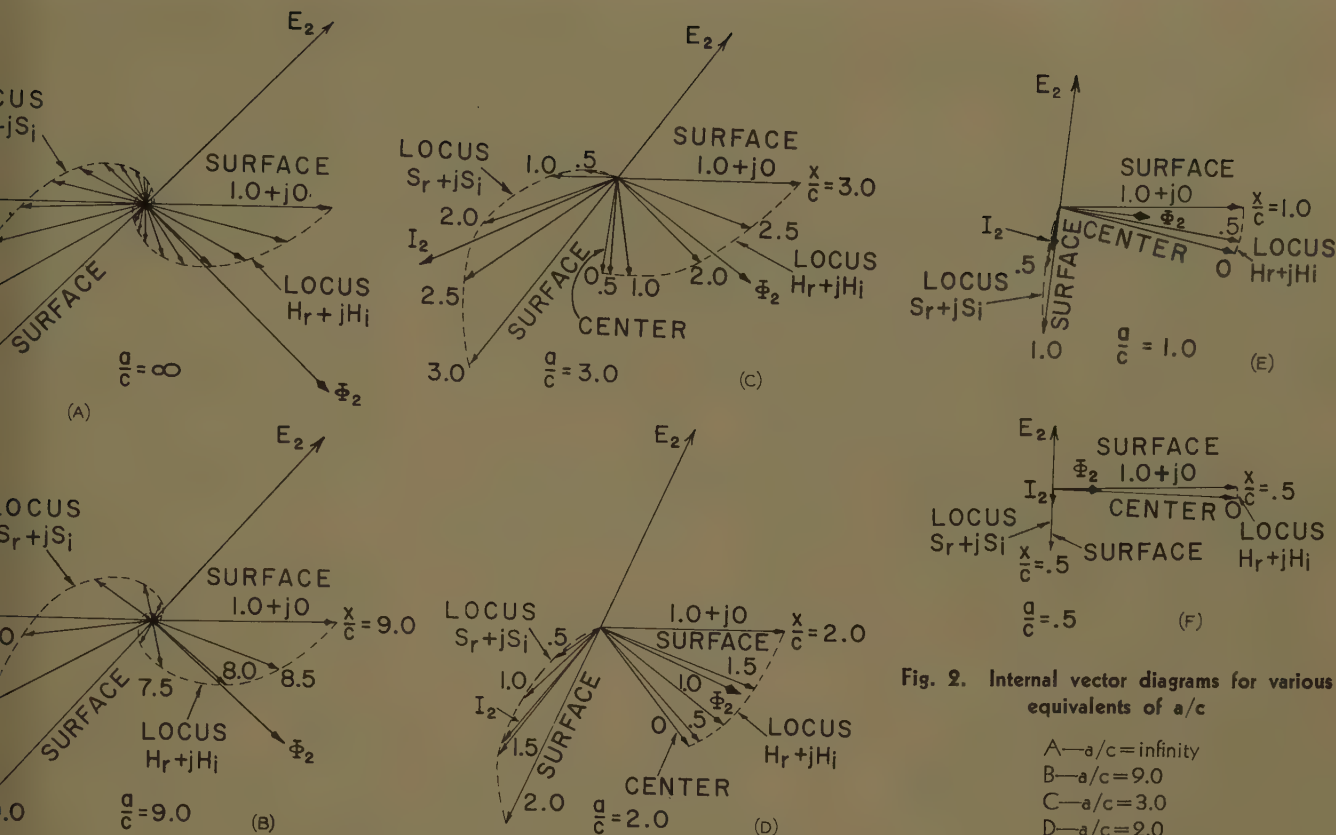 E₂
CUS
-jSᵢ
SURFACE
1.0+j0
LOCUS
Hᵣ+jHᵢ
SURFACE
Φ₂
a/c = ∞
(A)
E₂
LOCUS
Sᵣ+jSᵢ
SURFACE
1.0+j0
x/c = 9.0
0
7.5
8.0
8.5
SURFACE
LOCUS
Hᵣ+jHᵢ
Φ₂
9.0
a/c = 9.0
(B)
E₂
LOCUS
Sᵣ+jSᵢ
1.0
.5
SURFACE
1.0+j0
x/c = 3.0
2.0
I₂
2.5
SURFACE
0
.5
1.0
2.0
2.5
LOCUS
Hᵣ+jHᵢ
Φ₂
CENTER
3.0
a/c = 3.0
(C)
E₂
LOCUS
Sᵣ+jSᵢ
.5
1.0+j0
SURFACE
x/c = 2.0
1.0
I₂
1.5
SURFACE
0
.5
1.0
1.5
Φ₂
LOCUS
Hᵣ+jHᵢ
CENTER
2.0
a/c = 2.0
(D)
E₂
SURFACE
1.0+j0
x/c = 1.0
Φ₂
.5
I₂
CENTER
0
LOCUS
Hᵣ+jHᵢ
.5
LOCUS
Sᵣ+jSᵢ
SURFACE
1.0
a/c = 1.0
(E)
E₂
SURFACE
Φ₂
1.0+j0
x/c = .5
I₂
CENTER
0
LOCUS
Sᵣ+jSᵢ
LOCUS
Hᵣ+jHᵢ
x/c = .5
SURFACE
a/c = .5
(F)
Fig. 2. Internal vector diagrams for various
equivalents of a/c
A—a/c=infinity
B—a/c=9.0
C—a/c=3.0
D—a/c=9.0